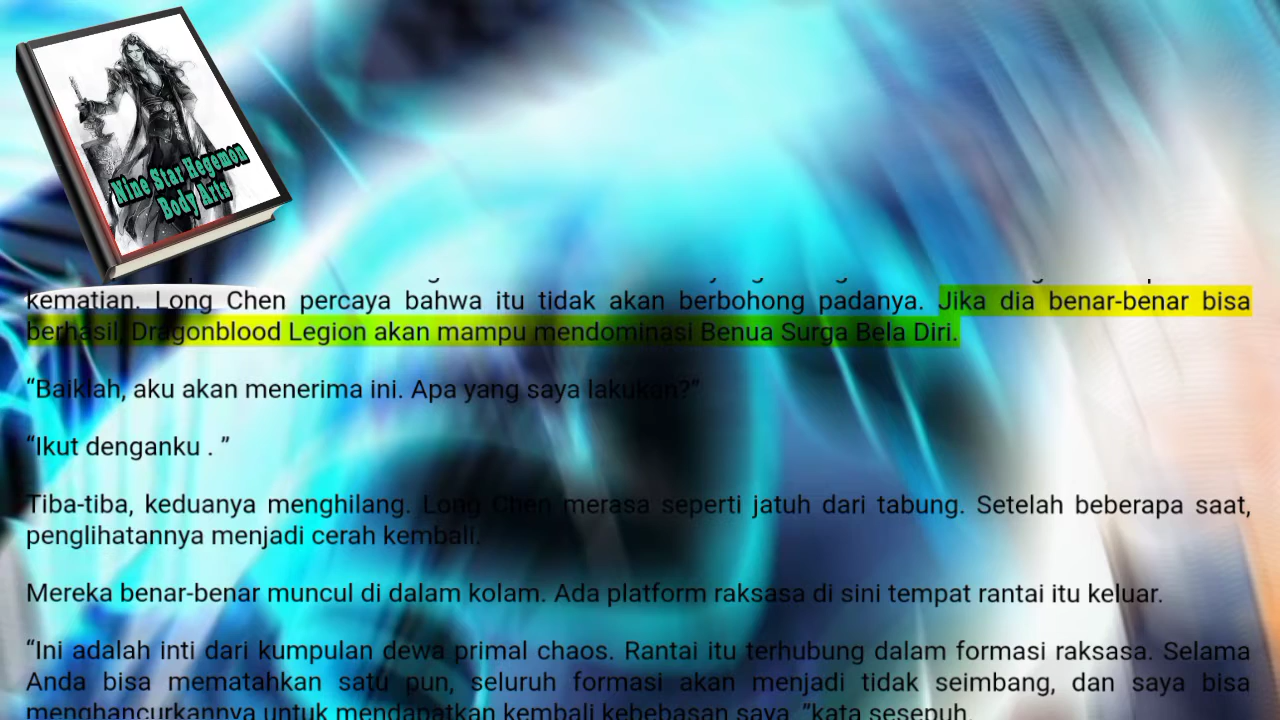 Nine Star Hegemon
Body Arts
kematian. Long Chen percaya bahwa itu tidak akan berbohong padanya. Jika dia benar-benar bisa
berhasil, Dragonblood Legion akan mampu mendominasi Benua Surga Bela Diri.
“Baiklah, aku akan menerima ini. Apa yang saya lakukan?”
“Ikut denganku . ”
Tiba-tiba, keduanya menghilang. Long Chen merasa seperti jatuh dari tabung. Setelah beberapa saat,
penglihatannya menjadi cerah kembali.
Mereka benar-benar muncul di dalam kolam. Ada platform raksasa di sini tempat rantai itu keluar.
“Ini adalah inti dari kumpulan dewa primal chaos. Rantai itu terhubung dalam formasi raksasa. Selama
Anda bisa mematahkan satu pun, seluruh formasi akan menjadi tidak seimbang, dan saya bisa
menghancurkannya untuk mendapatkan kembali kebebasan saya. ”kata sesepuh.